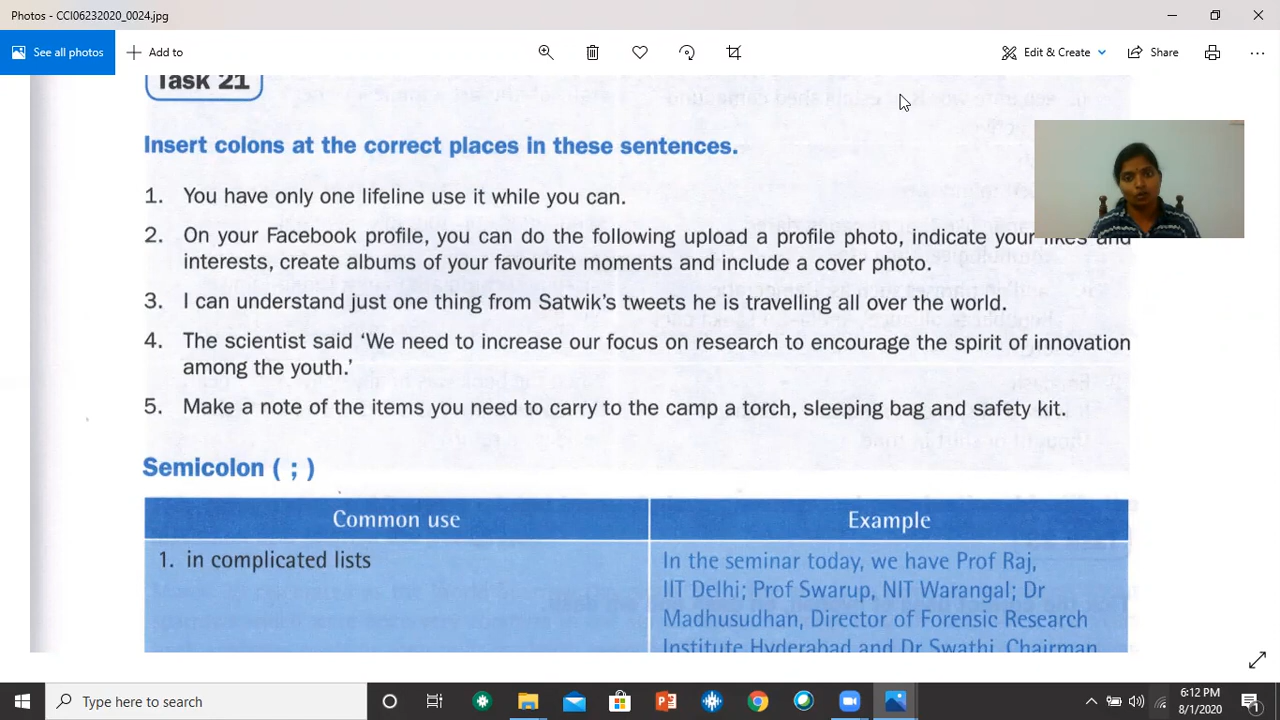 Photos - CCI06232020_0024.jpg
See all photos
Add to
Edit & Create
Share
Task 21
Insert colons at the correct places in these sentences.
1. You have only one lifeline use it while you can.
2. On your Facebook profile, you can do the following upload a profile photo, indicate your likes and
interests, create albums of your favourite moments and include a cover photo.
3. I can understand just one thing from Satwik's tweets he is travelling all over the world.
4. The scientist said 'We need to increase our focus on research to encourage the spirit of innovation
among the youth.'
5. Make a note of the items you need to carry to the camp a torch, sleeping bag and safety kit.
Semicolon ( ; )
Common use
Example
1. in complicated lists
In the seminar today, we have Prof Raj,
IIT Delhi; Prof Swarup, NIT Warangal; Dr
Madhusudhan, Director of Forensic Research
Institute Hyderabad and Dr Swathi, Chairman
Type here to search
6:12 PM
8/1/2020